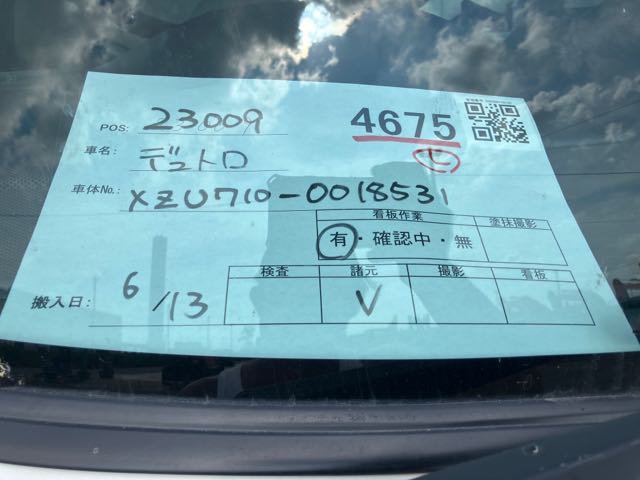 POS: 23009 4675
車名: デュトロ
車体No.: XZU710-0018531
看板作業 塗抹撮影
有・確認中・無
検査 諸元 撮影 看板
搬入日: 6/13 V